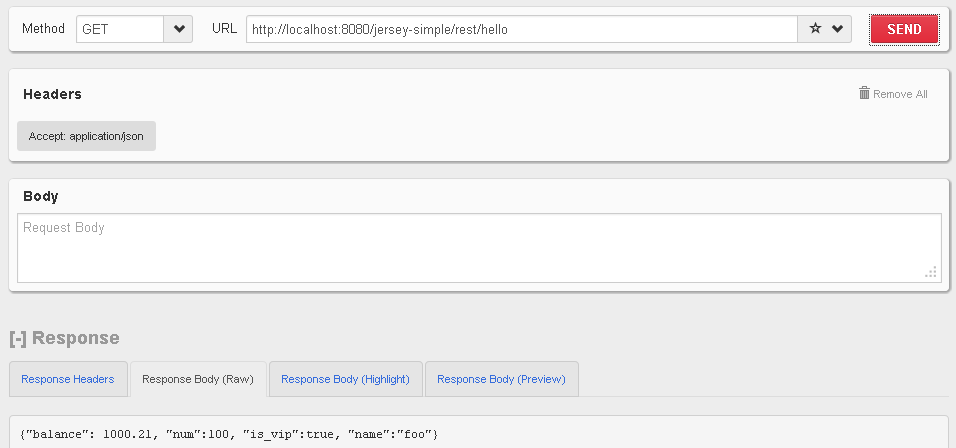 Method GET URL http://localhost:8080/jersey-simple/rest/hello SEND
Headers Remove All
Accept: application/json
Body
Request Body
[-] Response
Response Headers Response Body (Raw) Response Body (Highlight) Response Body (Preview)
{"balance": 1000.21, "num":100, "is_vip":true, "name":"foo"}